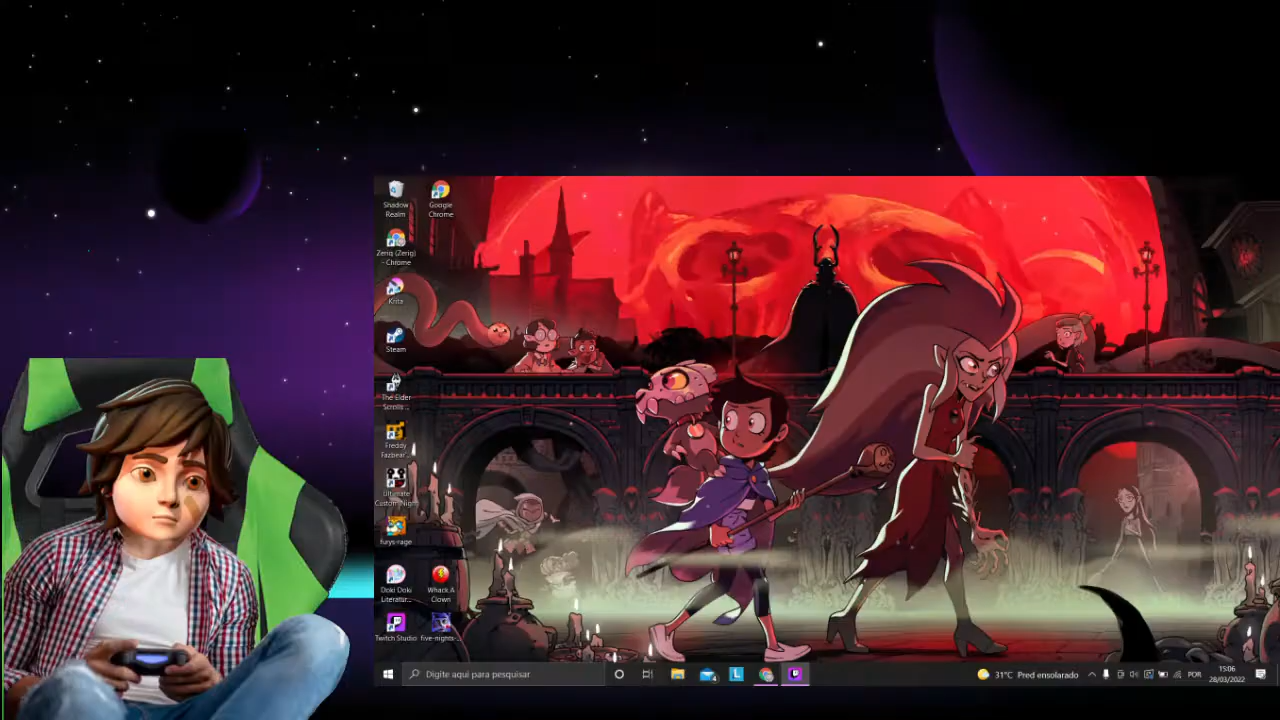 Shadow
Realm
Google
Chrome
Zeriq (Zeriq)
- Chrome
Krita
Steam
The Elder
Scrolls ...
Freddy
Fazbear'...
Ultimate
Custom Night
furys-rage
Doki Doki
Literatur...
Whack A
Clown
Twitch Studio
five-nights-...
Digite aqui para pesquisar
L
31°C Pred ensolarado
POR
15:06
28/03/2022